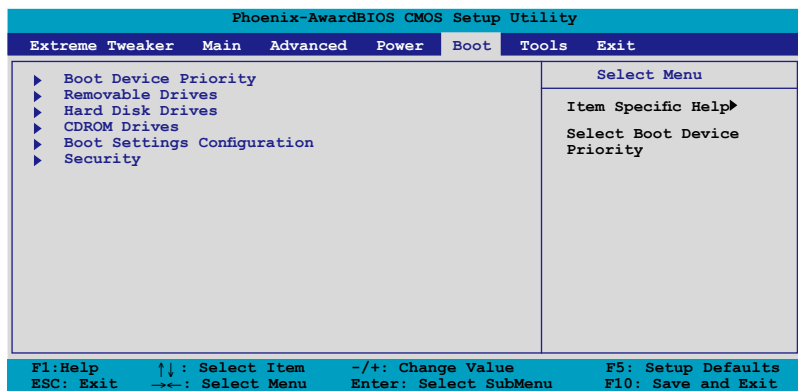 Phoenix-AwardBIOS CMOS Setup Utility
Extreme Tweaker Main Advanced Power Boot Tools Exit
Boot Device Priority
Removable Drives
Hard Disk Drives
CDROM Drives
Boot Settings Configuration
Security
Select Menu
Item Specific Help
Select Boot Device
Priority
F1:Help ↑↓ : Select Item -/+: Change Value F5: Setup Defaults
ESC: Exit →←: Select Menu Enter: Select SubMenu F10: Save and Exit